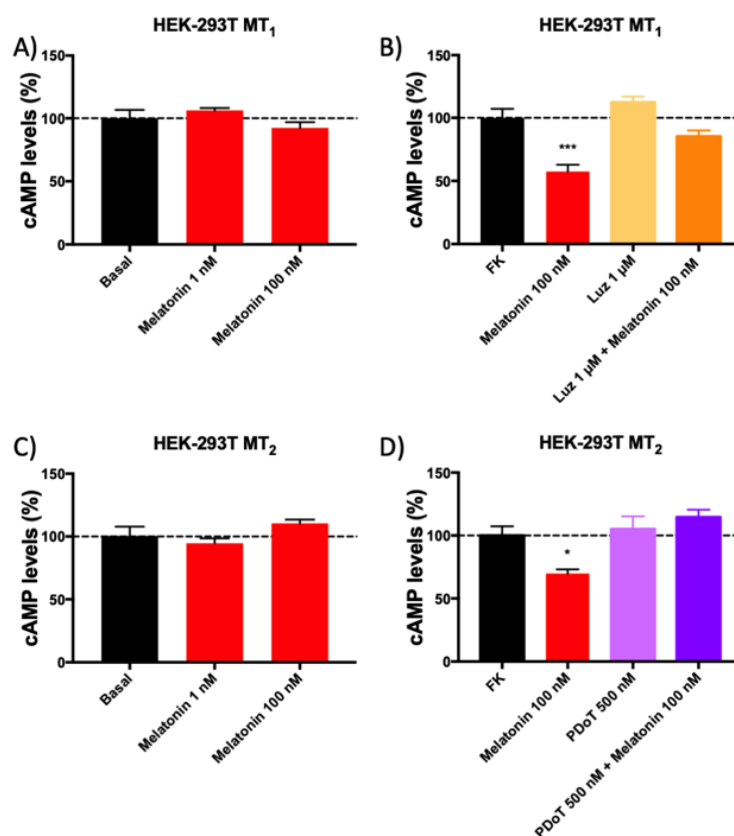 A)
HEK-293T MT₁
cAMP levels (%)
150
100
50
0
Basal
Melatonin 1 nM
Melatonin 100 nM
B)
HEK-293T MT₁
cAMP levels (%)
150
100
50
0
***
FK
Melatonin 100 nM
Luz 1 µM
Luz 1 µM + Melatonin 100 nM
C)
HEK-293T MT₂
cAMP levels (%)
150
100
50
0
Basal
Melatonin 1 nM
Melatonin 100 nM
D)
HEK-293T MT₂
cAMP levels (%)
150
100
50
0
*
FK
Melatonin 100 nM
PDoT 500 nM
PDoT 500 nM + Melatonin 100 nM